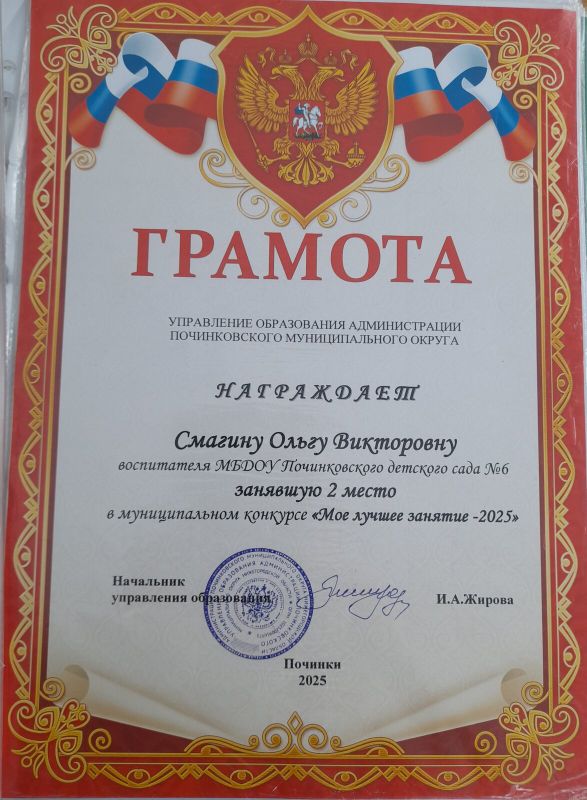 ГРАМОТА
УПРАВЛЕНИЕ ОБРАЗОВАНИЯ АДМИНИСТРАЦИИ
ПОЧИНКОВСКОГО МУНИЦИПАЛЬНОГО ОКРУГА
НАГРАЖДАЕТ
Смагину Ольгу Викторовну
воспитателя МБДОУ Починковского детского сада №6
занявшую 2 место
в муниципальном конкурсе «Мое лучшее занятие -2025»
Начальник
управления образования
И.А.Жирова
Починки
2025